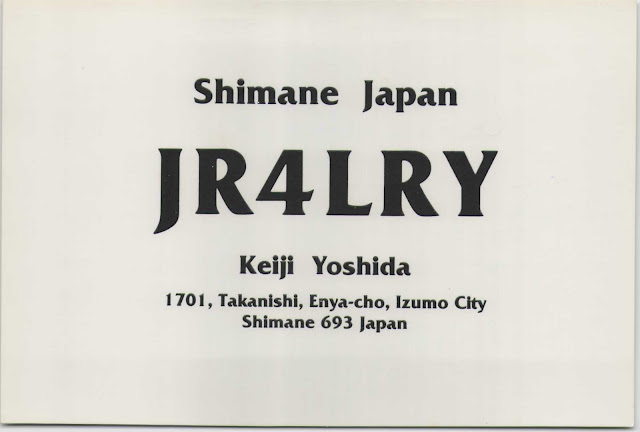 Shimane Japan
JR4LRY
Keiji Yoshida
1701, Takanishi, Enya-cho, Izumo City
Shimane 693 Japan